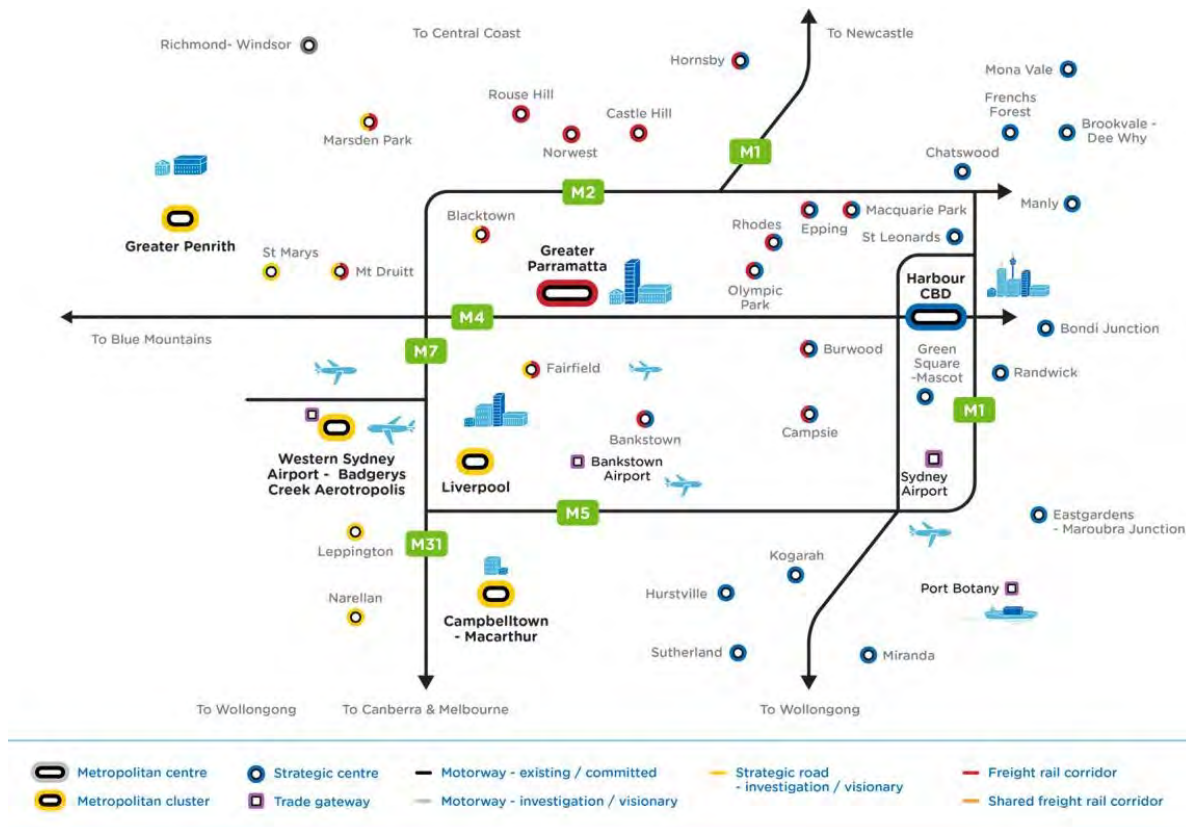 Richmond- Windsor
To Central Coast
To Newcastle
Hornsby
Mona Vale
Rouse Hill
Castle Hill
Frenchs
Forest
Marsden Park
Norwest
Brookvale -
Dee Why
M1
Chatswood
M2
Blacktown
Rhodes
Epping
Macquarie Park
Manly
Greater Penrith
St Marys
Mt Druitt
Greater
Parramatta
St Leonards
Olympic
Park
Harbour
CBD
M4
To Blue Mountains
M7
Bondi Junction
Fairfield
Burwood
Green
Square
-Mascot
Randwick
M1
Bankstown
Campsie
Western Sydney
Airport - Badgerys
Creek Aerotropolis
Liverpool
Bankstown
Airport
Sydney
Airport
M5
Eastgardens
- Maroubra Junction
Leppington
M31
Kogarah
Narellan
Hurstville
Port Botany
Campbelltown
- Macarthur
Sutherland
Miranda
To Wollongong
To Canberra & Melbourne
To Wollongong
Metropolitan centre
Strategic centre
Motorway - existing / committed
Strategic road
- investigation / visionary
Freight rail corridor
Metropolitan cluster
Trade gateway
Motorway - investigation / visionary
Shared freight rail corridor